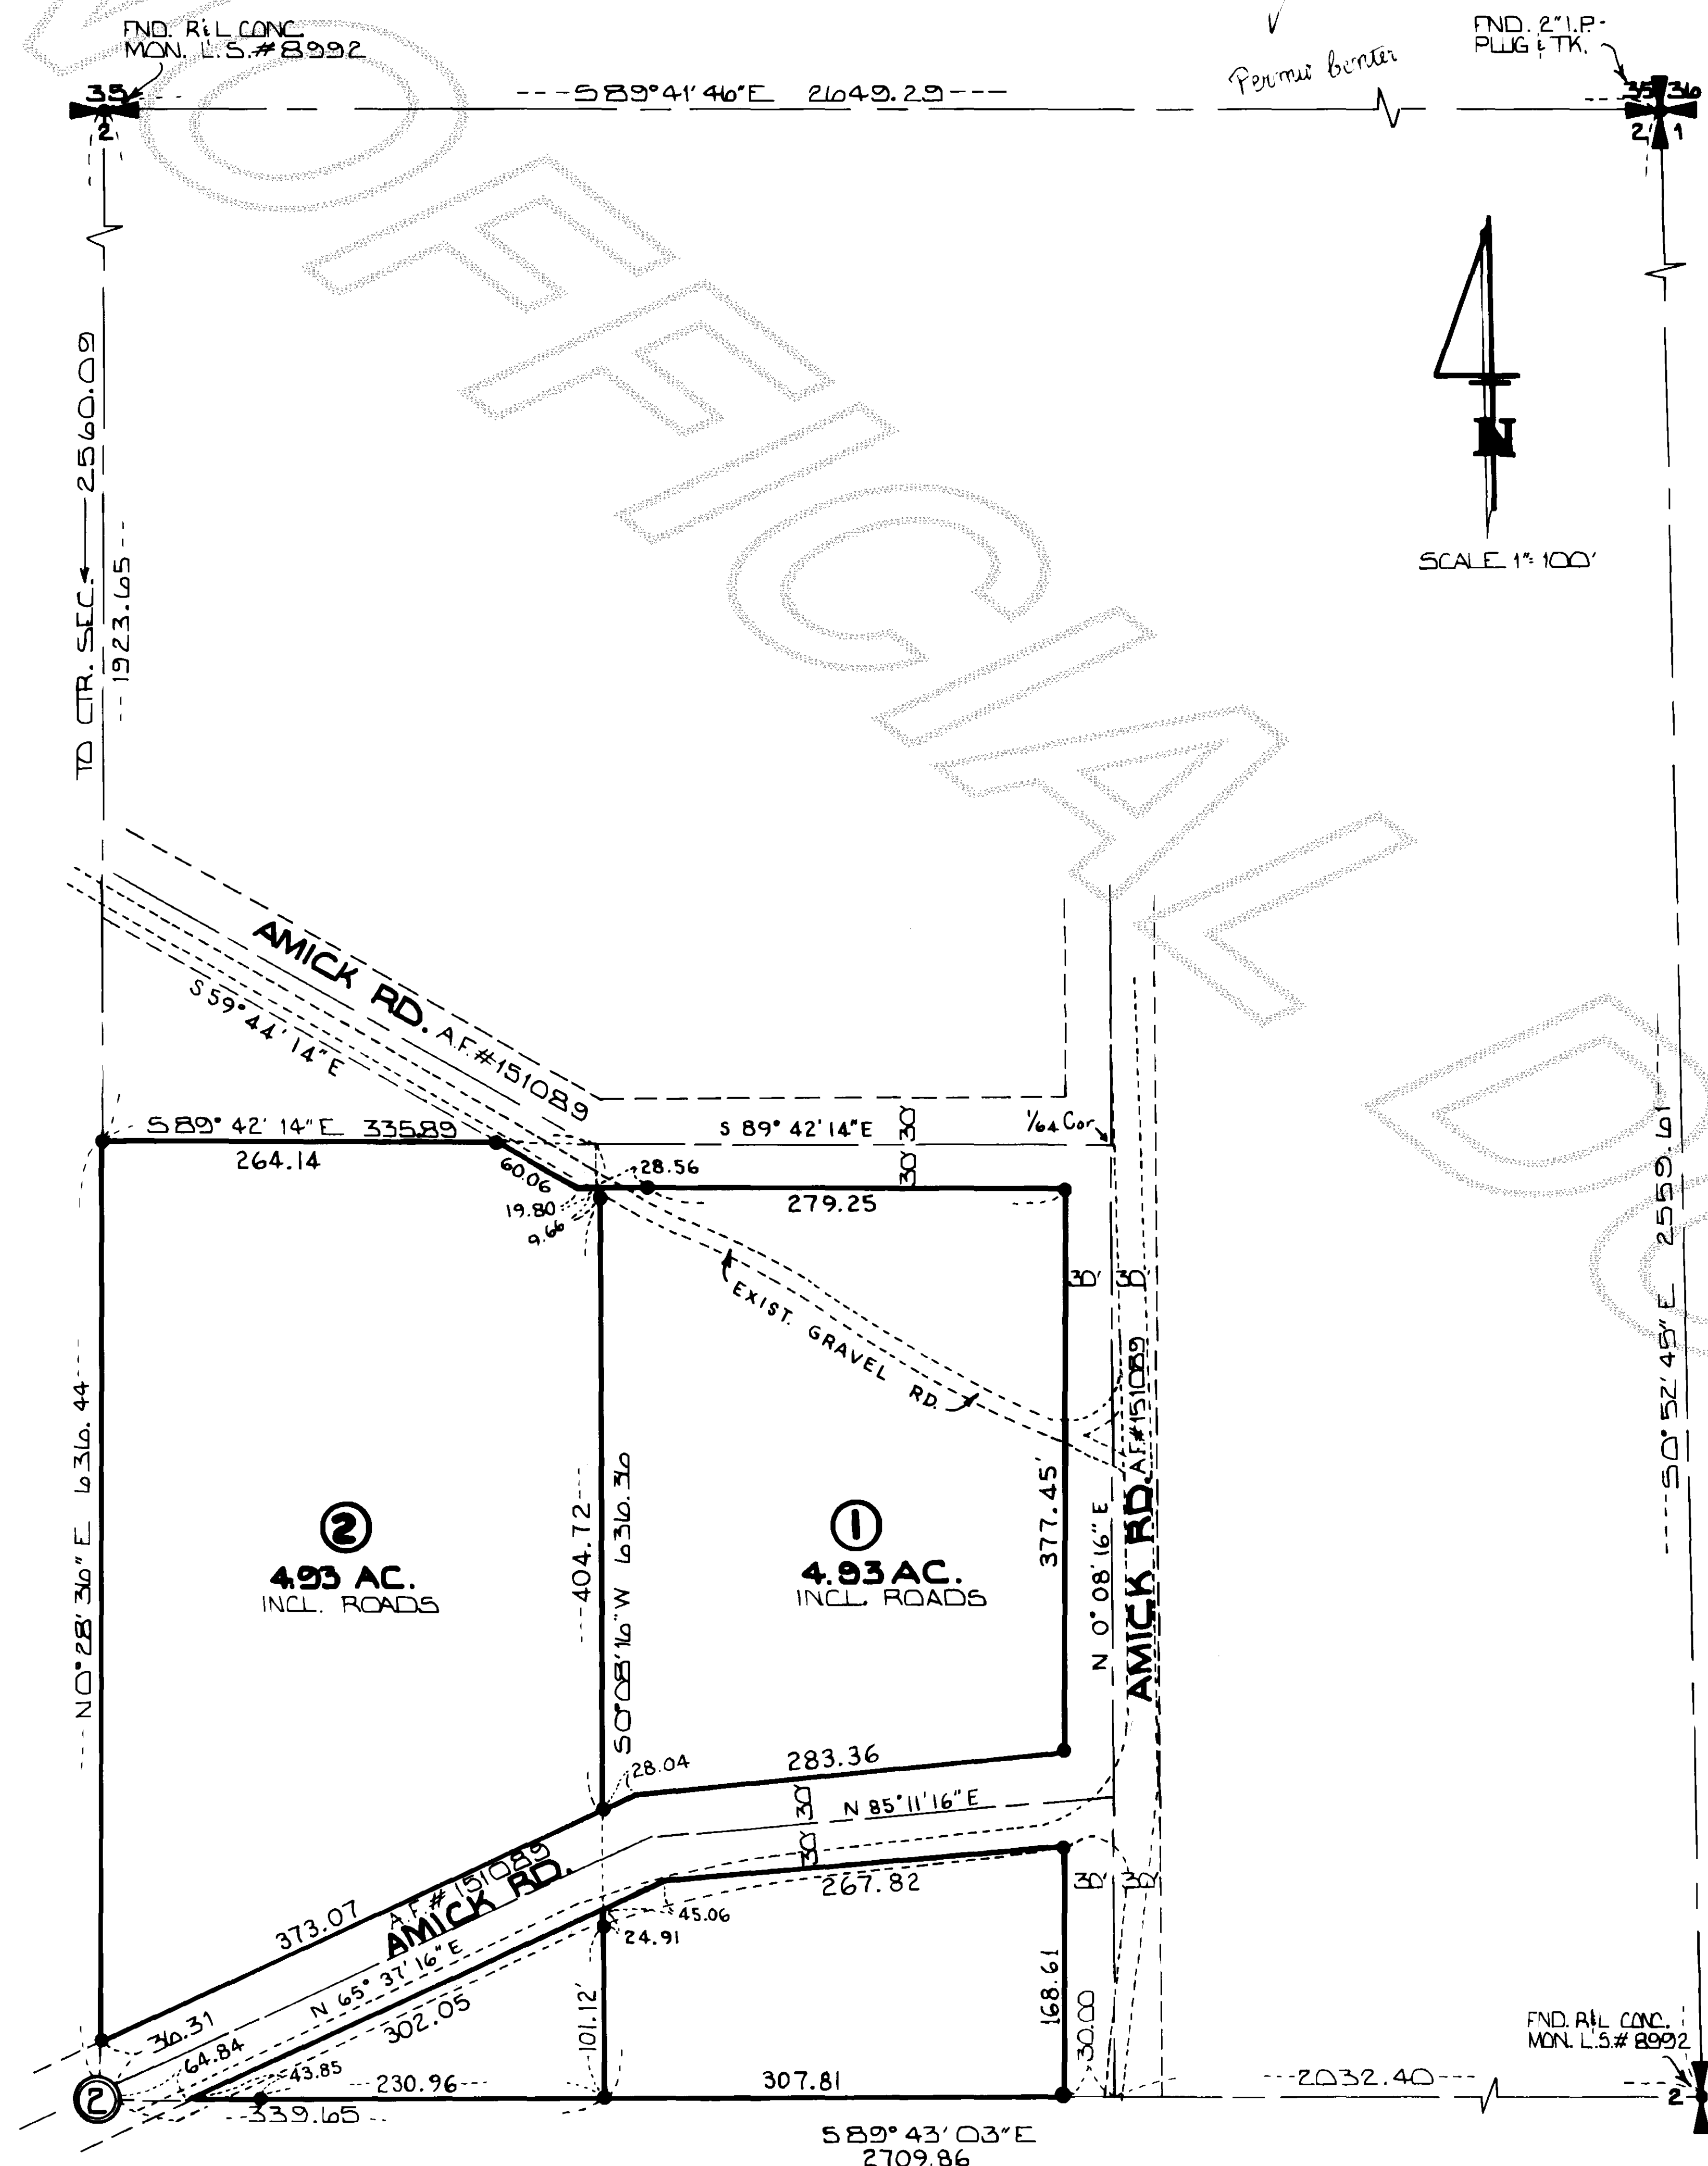 FND. R&L CONC.
MON. L.S.#8992
FND. 2" I.P.
PLUG & TK.
35
2
S89°41'46"E 2649.29
35 36
2 1
SCALE 1"=100'
N
TO CTR. SEC. 2560.09
1923.65
UNOFFICIAL DOC
AMICK RD. A.F.#151089
S 59° 44' 14" E
S 89° 42' 14" E 335.89
264.14
S 89° 42' 14" E
30' 30'
1/64 Cor.
60.06
28.56
19.80
9.66
279.25
EXIST. GRAVEL RD.
30' 30'
N0°28'36"E 636.44
404.72
S0°08'16"W 636.36
377.45'
N 0° 08' 16" E
AMICK RD. A.F.#151089
S0° 52' 45" E 2559.61
2
4.93 AC.
INCL. ROADS
1
4.93 AC.
INCL. ROADS
28.04
283.36
30' 30'
N 85° 11' 16" E
373.07
A.F.# 151089
AMICK RD.
N 65° 37' 16" E
267.82
30' 30'
45.06
24.91
302.05
101.12'
168.61
30.00
36.31
64.84
43.85
230.96
307.81
2
339.65
2032.40
FND. R&L CONC.
MON. L.S.# 8992
2
S89° 43' 03" E
2709.86